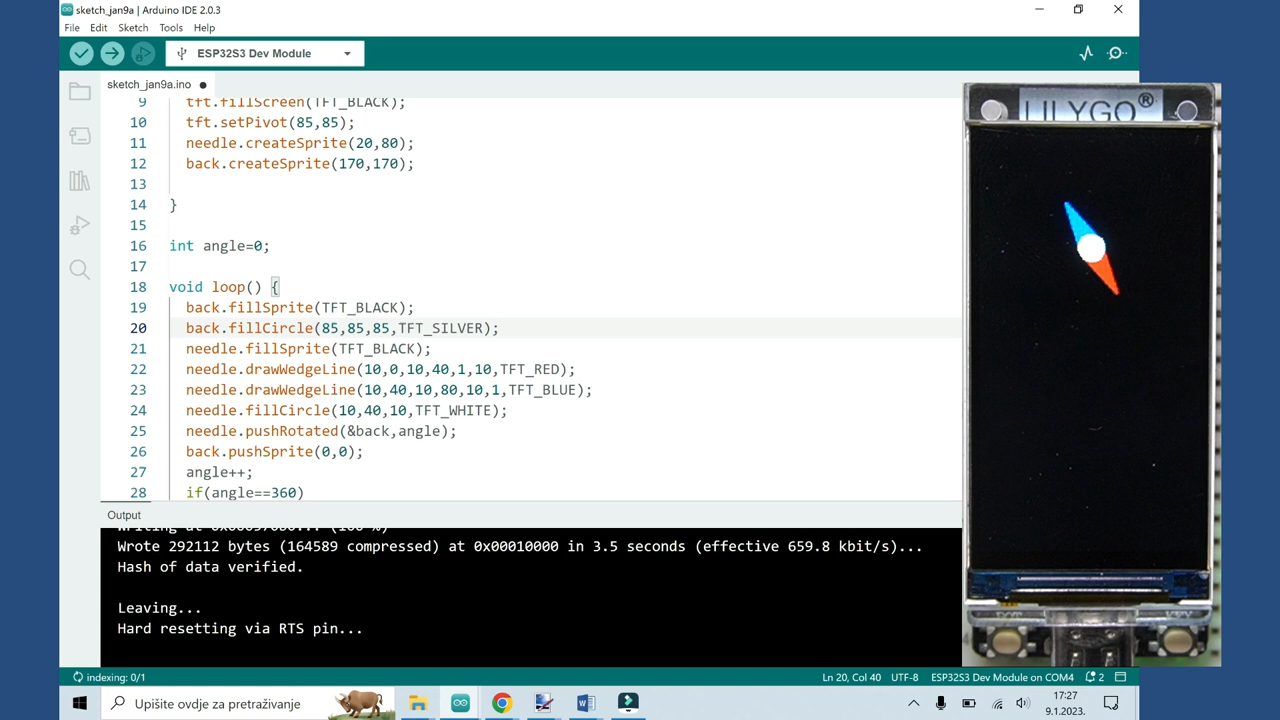 sketch_jan9a | Arduino IDE 2.0.3
File Edit Sketch Tools Help
ESP32S3 Dev Module
sketch_jan9a.ino
9 tft.fillScreen(TFT_BLACK);
10 tft.setPivot(85,85);
11 needle.createSprite(20,80);
12 back.createSprite(170,170);
13
14 }
15
16 int angle=0;
17
18 void loop() {
19 back.fillSprite(TFT_BLACK);
20 back.fillCircle(85,85,85,TFT_SILVER);
21 needle.fillSprite(TFT_BLACK);
22 needle.drawWedgeLine(10,0,10,40,1,10,TFT_RED);
23 needle.drawWedgeLine(10,40,10,80,10,1,TFT_BLUE);
24 needle.fillCircle(10,40,10,TFT_WHITE);
25 needle.pushRotated(&back,angle);
26 back.pushSprite(0,0);
27 angle++;
28 if(angle==360)
Output
Wrote 292112 bytes (164589 compressed) at 0x00010000 in 3.5 seconds (effective 659.8 kbit/s)...
Hash of data verified.
Leaving...
Hard resetting via RTS pin...
indexing: 0/1
Ln 20, Col 40 UTF-8 ESP32S3 Dev Module on COM4 2
Upišite ovdje za pretraživanje
17:27
9.1.2023.
LILYGO®